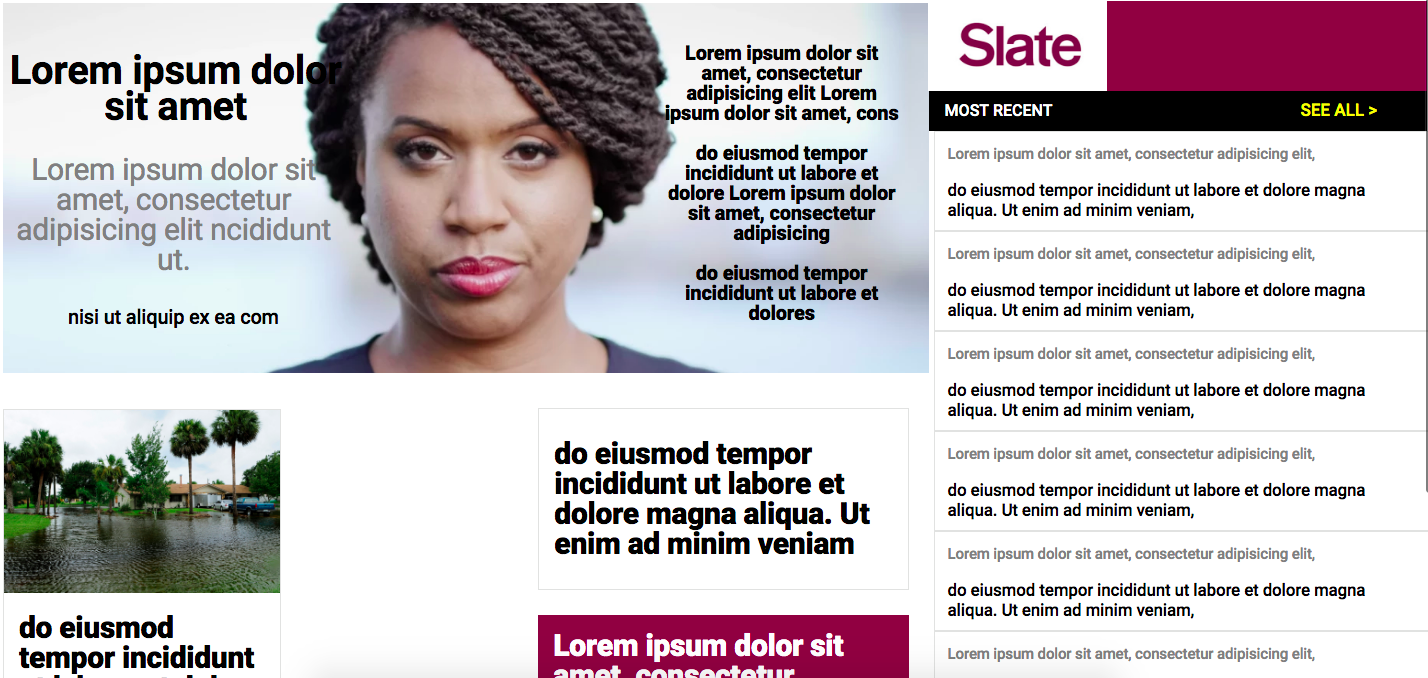 Lorem ipsum dolor
sit amet
Lorem ipsum dolor sit
amet, consectetur
adipisicing elit ncididunt
ut.
nisi ut aliquip ex ea com
Lorem ipsum dolor sit
amet, consectetur
adipisicing elit Lorem
ipsum dolor sit amet, cons
do eiusmod tempor
incididunt ut labore et
dolore Lorem ipsum dolor
sit amet, consectetur
adipisicing
do eiusmod tempor
incididunt ut labore et
dolores
do eiusmod
tempor incididunt
do eiusmod tempor
incididunt ut labore et
dolore magna aliqua. Ut
enim ad minim veniam
Lorem ipsum dolor sit
amet, consectetur
Slate
MOST RECENT SEE ALL >
Lorem ipsum dolor sit amet, consectetur adipisicing elit,
do eiusmod tempor incididunt ut labore et dolore magna
aliqua. Ut enim ad minim veniam,
Lorem ipsum dolor sit amet, consectetur adipisicing elit,
do eiusmod tempor incididunt ut labore et dolore magna
aliqua. Ut enim ad minim veniam,
Lorem ipsum dolor sit amet, consectetur adipisicing elit,
do eiusmod tempor incididunt ut labore et dolore magna
aliqua. Ut enim ad minim veniam,
Lorem ipsum dolor sit amet, consectetur adipisicing elit,
do eiusmod tempor incididunt ut labore et dolore magna
aliqua. Ut enim ad minim veniam,
Lorem ipsum dolor sit amet, consectetur adipisicing elit,
do eiusmod tempor incididunt ut labore et dolore magna
aliqua. Ut enim ad minim veniam,
Lorem ipsum dolor sit amet, consectetur adipisicing elit,